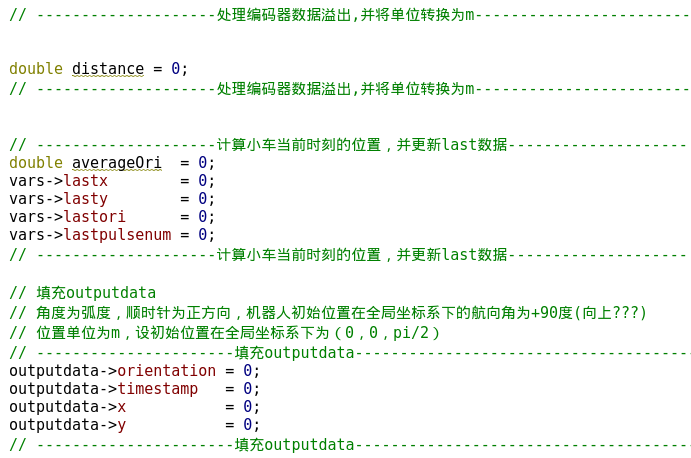 // --------------------处理编码器数据溢出,并将单位转换为m------------------------
double distance = 0;
// --------------------处理编码器数据溢出,并将单位转换为m------------------------
// --------------------计算小车当前时刻的位置，并更新last数据--------------------
double averageOri  = 0;
vars->lastx        = 0;
vars->lasty        = 0;
vars->lastori      = 0;
vars->lastpulsenum = 0;
// --------------------计算小车当前时刻的位置，并更新last数据--------------------
// 填充outputdata
// 角度为弧度，顺时针为正方向，机器人初始位置在全局坐标系下的航向角为+90度(向上???)
// 位置单位为m，设初始位置在全局坐标系下为（0，0，pi/2）
// ----------------------填充outputdata-------------------------------------
outputdata->orientation = 0;
outputdata->timestamp   = 0;
outputdata->x           = 0;
outputdata->y           = 0;
// ----------------------填充outputdata-------------------------------------